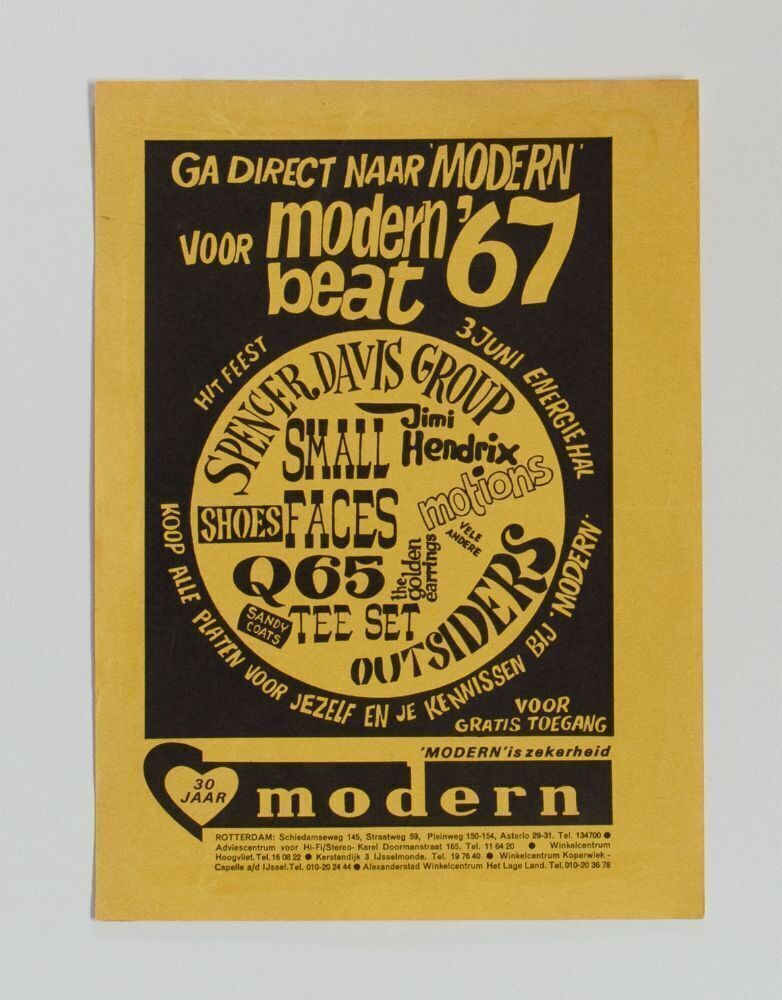 GA DIRECT NAAR 'MODERN'
VOOR modern '67
beat
HIT FEEST
3 JUNI ENERGIEHAL
SPENCER DAVIS GROUP
Jimi
Hendrix
SMALL
FACES
motions
VELE
ANDERE
SHOES
Q65
the
golden
earrings
SANDY
COATS
TEE SET
OUTSIDERS
KOOP ALLE PLATEN VOOR JEZELF EN JE KENNISSEN BIJ 'MODERN'
VOOR
GRATIS TOEGANG
'MODERN' is zekerheid
30
JAAR
modern
ROTTERDAM: Schiedamseweg 145, Straatweg 59, Pleinweg 150-154, Asterlo 29-31. Tel. 134700 ●
Adviescentrum voor Hi-Fi/Stereo- Karel Doormanstraat 165. Tel. 11 64 20 ● Winkelcentrum
Hoogvliet. Tel. 16 08 22 ● Kerstendijk 3 IJsselmonde. Tel. 19 76 40 ● Winkelcentrum Koperwiek -
Capelle a/d IJssel. Tel. 010-20 24 44 ● Alexanderstad Winkelcentrum Het Lage Land. Tel. 010-20 36 78